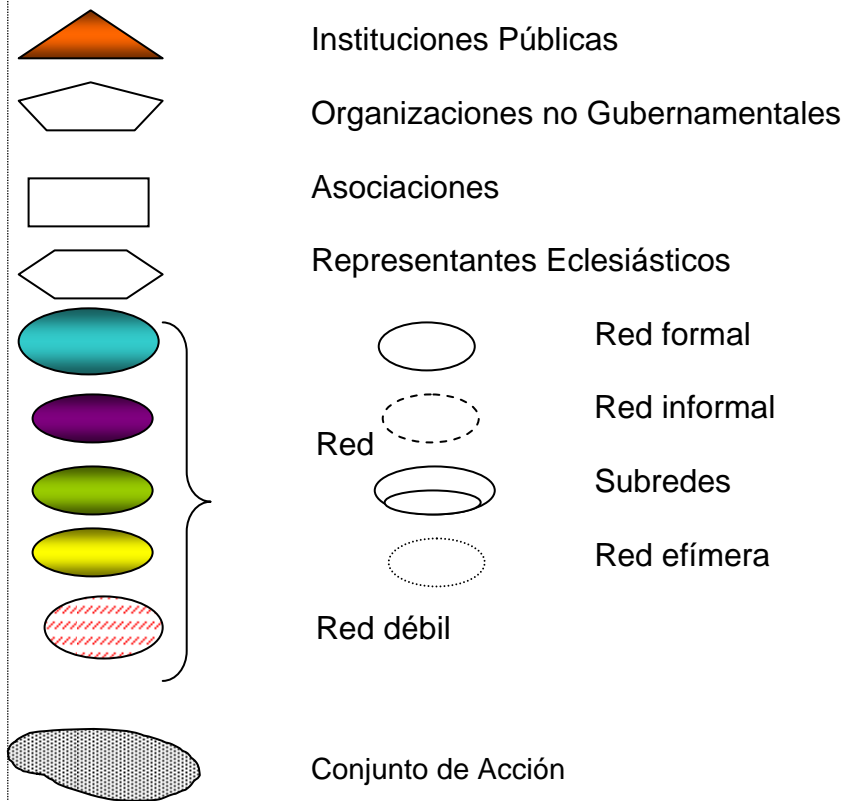 Instituciones Públicas
Organizaciones no Gubernamentales
Asociaciones
Representantes Eclesiásticos
Red formal
Red informal
Red
Subredes
Red efímera
Red débil
Conjunto de Acción